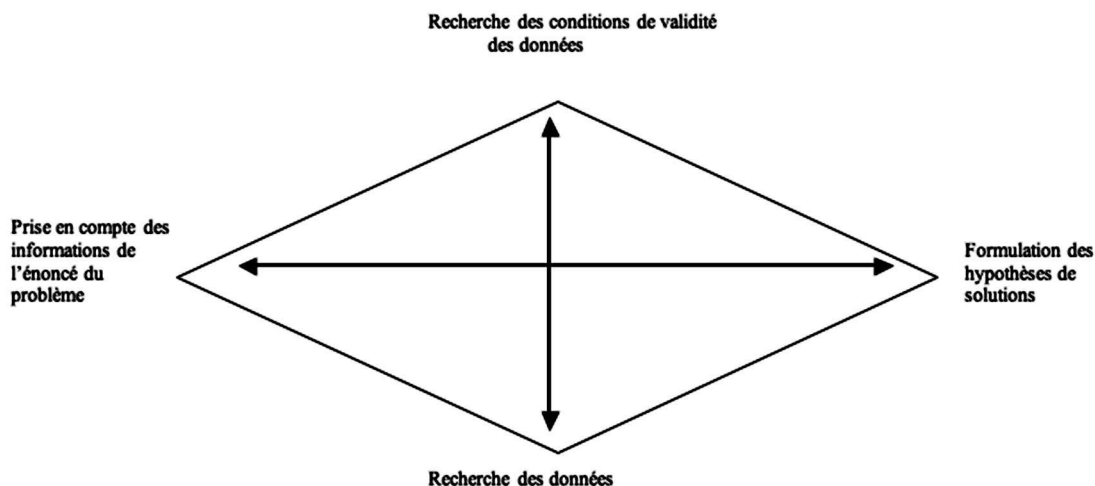 Recherche des conditions de validité
des données
Prise en compte des
informations de
l'énoncé du
problème
Formulation des
hypothèses de
solutions
Recherche des données